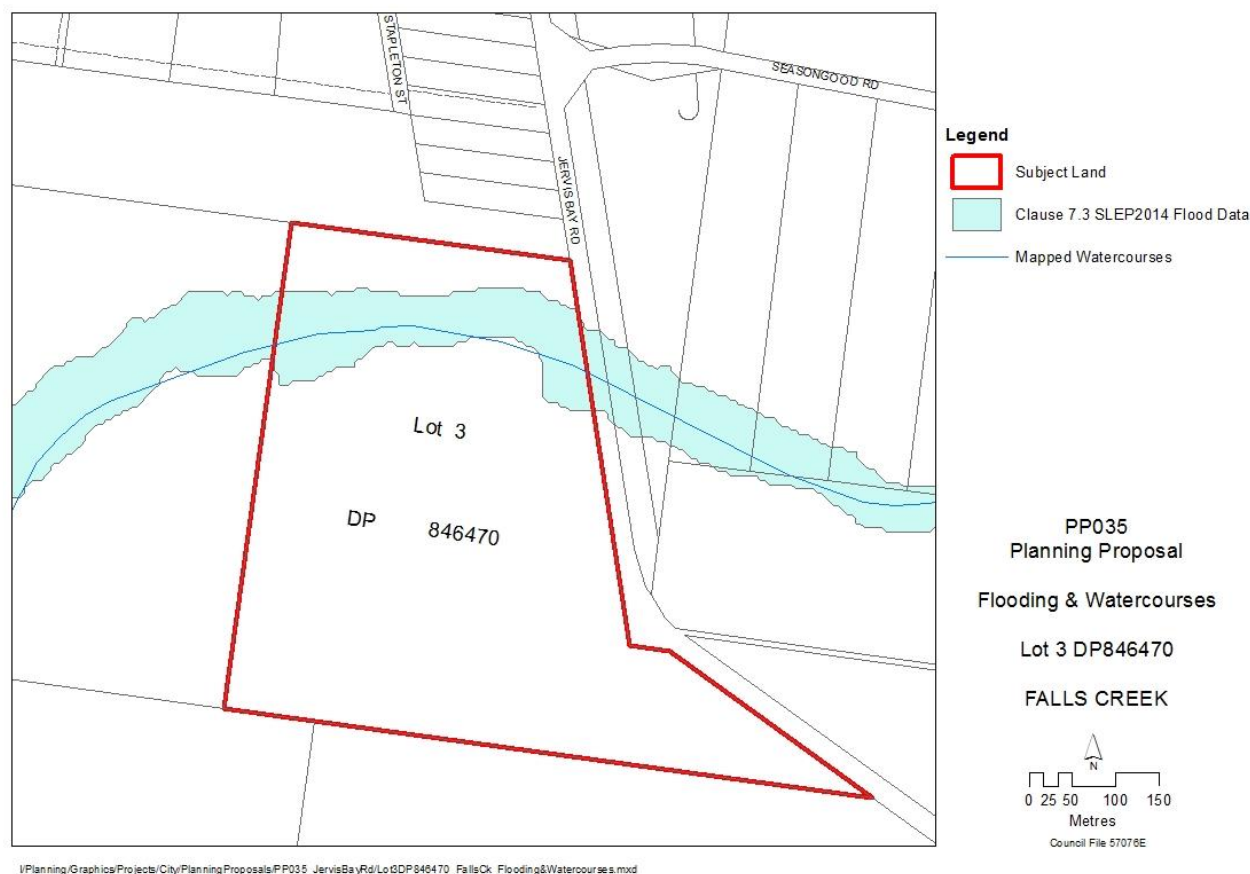 STAPLETON ST
SEASONGOOD RD
JERVIS BAY RD
Lot 3
DP 846470
Legend
Subject Land
Clause 7.3 SLEP2014 Flood Data
Mapped Watercourses
PP035
Planning Proposal
Flooding & Watercourses
Lot 3 DP846470
FALLS CREEK
N
0 25 50 100 150
Metres
Council File 57076E
I/Planning/Graphics/Projects/City/PlanningProposals/PP035_JervisBayRd/Lot3DP846470_FallsCk_Flooding&Watercourses.mxd